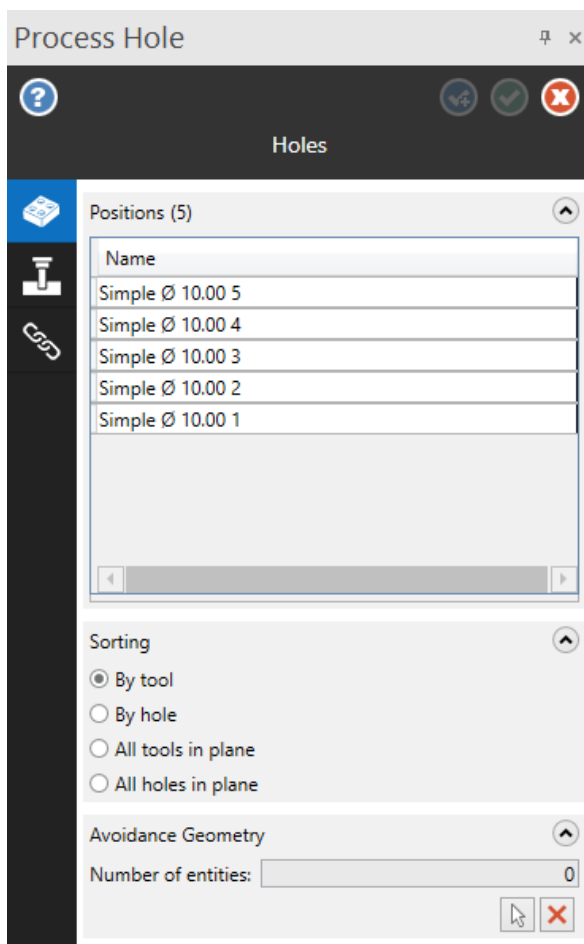 Process Hole
Holes
Positions (5)
Name
Simple Ø 10.00 5
Simple Ø 10.00 4
Simple Ø 10.00 3
Simple Ø 10.00 2
Simple Ø 10.00 1
Sorting
By tool
By hole
All tools in plane
All holes in plane
Avoidance Geometry
Number of entities: 0